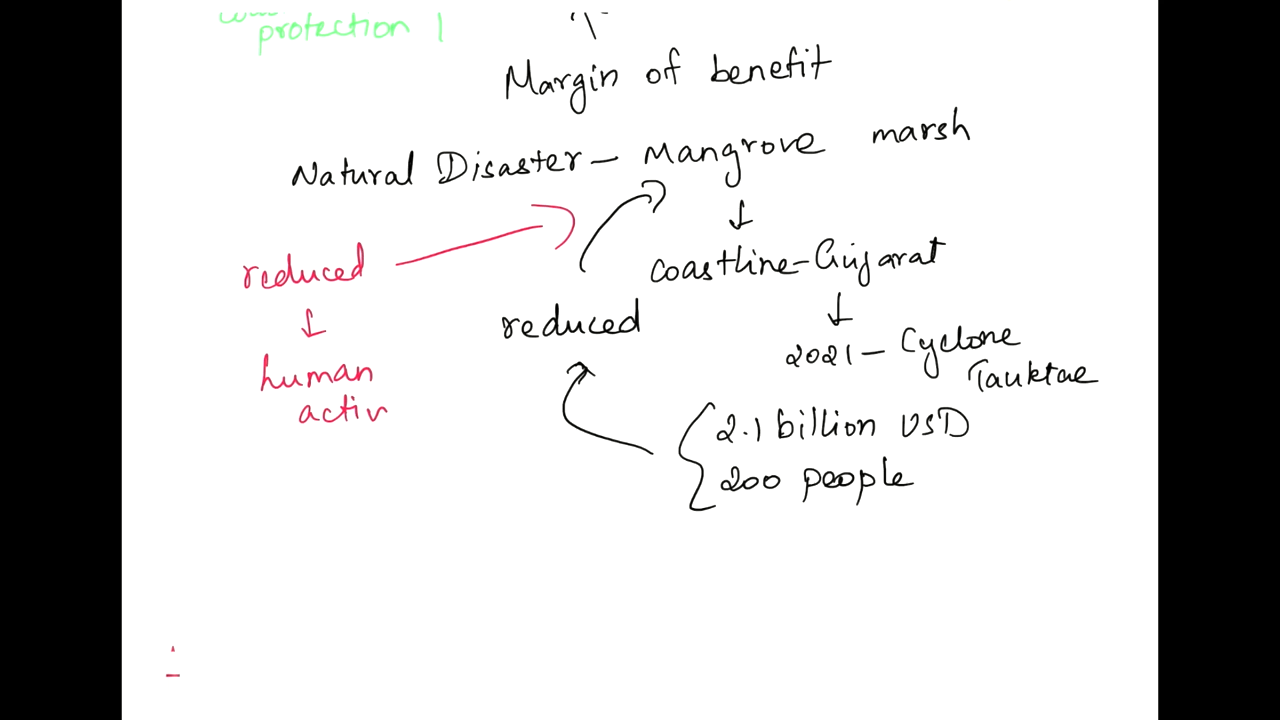 protection 1
Margin of benefit
Natural Disaster – Mangrove marsh
reduced
coastline – Gujarat
reduced
2021 – Cyclone
Tauktae
human
activ
2.1 billion USD
200 people